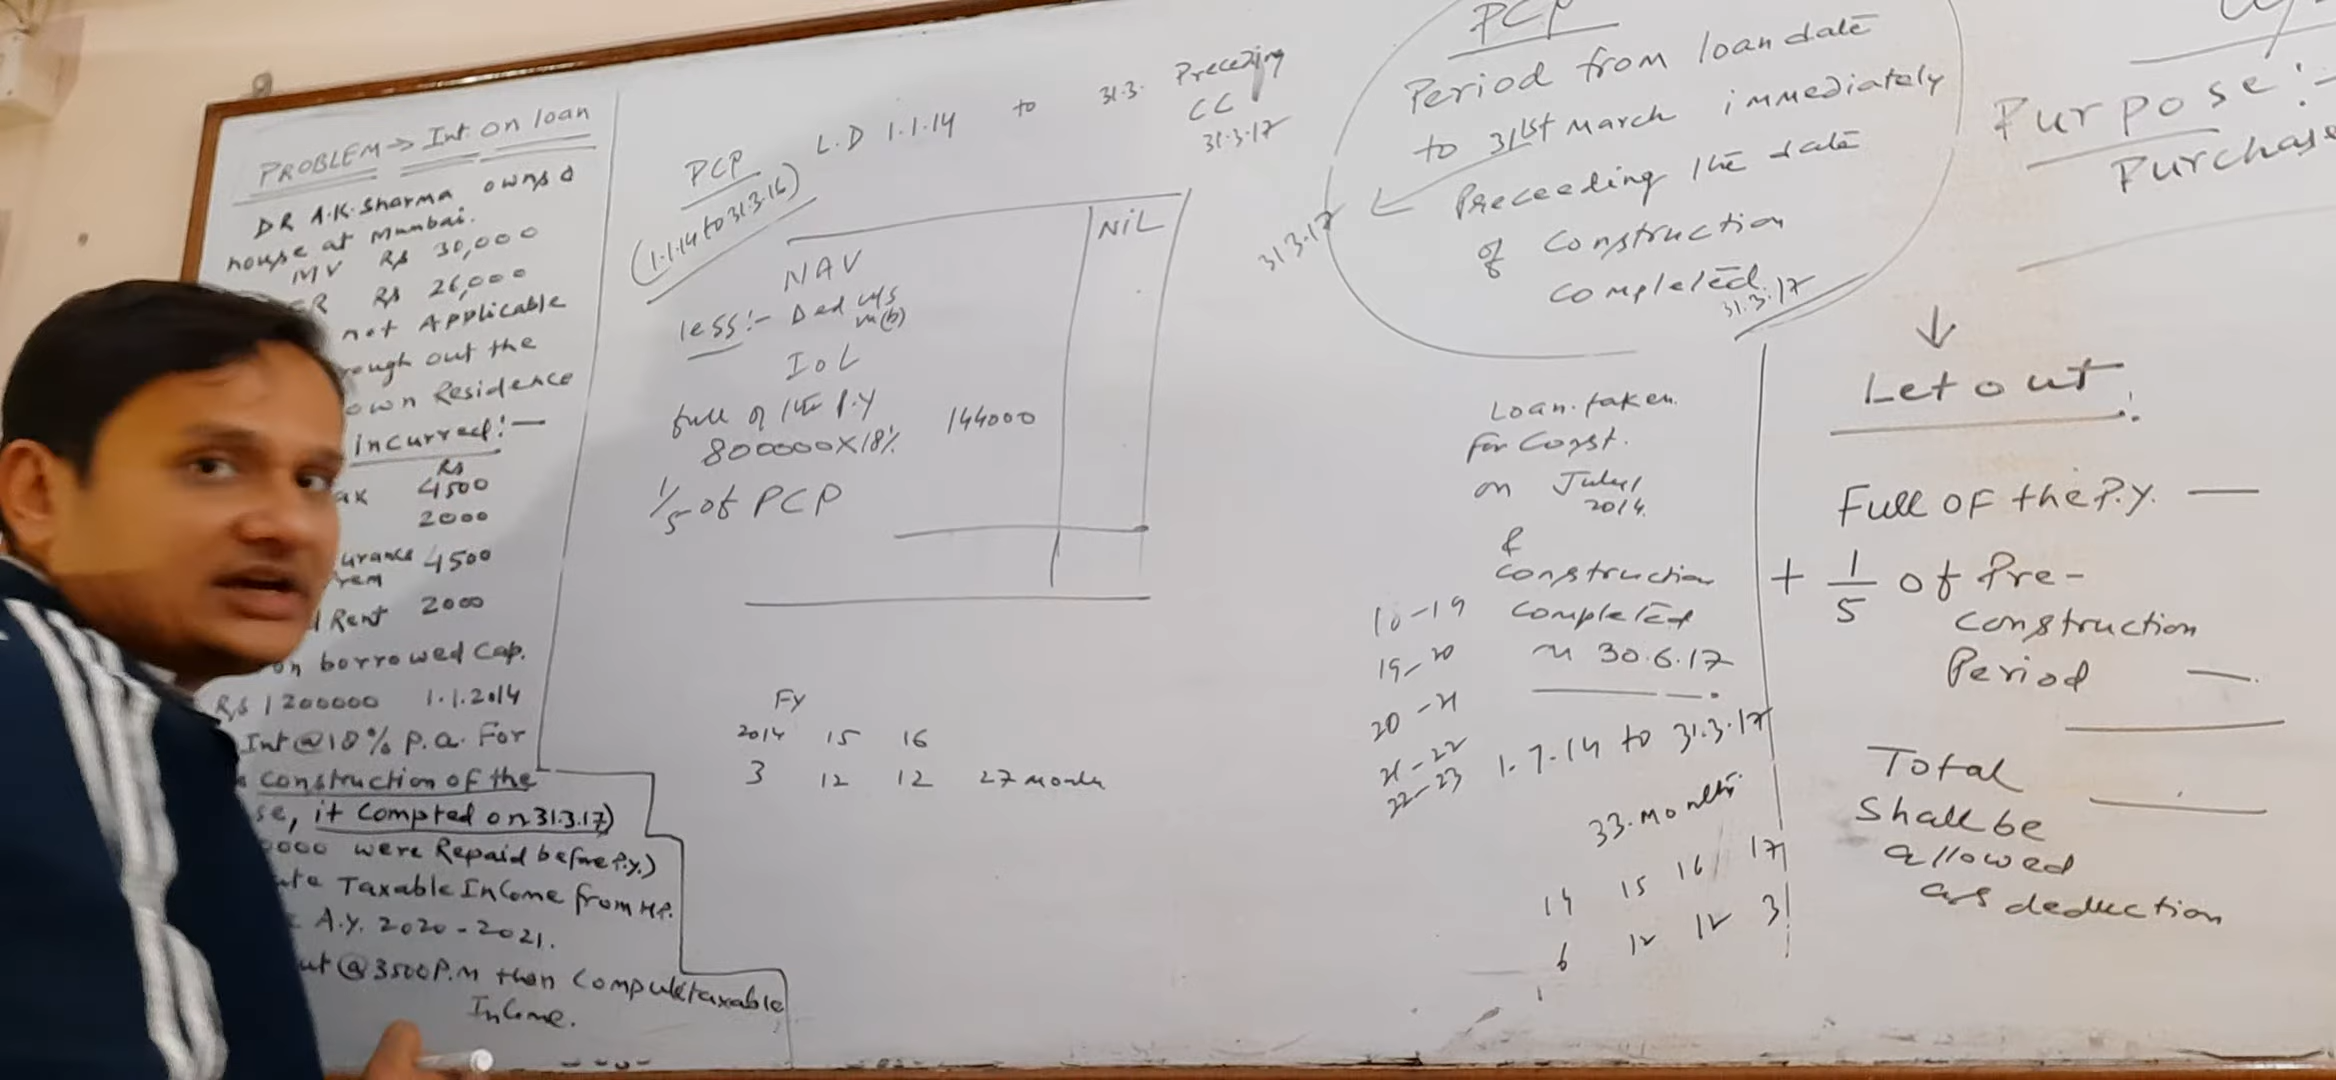 PROBLEM → Int. on loan
DR A.K. Sharma owns a
house at Mumbai.
MV Rs 30,000
R Rs 26,000
not Applicable
rough out the
own Residence
incurred:-
Rs
ax 4500
2000
urance 4500
rem
Rent 2000
on borrowed Cap.
Rs 1200000 1.1.2014
Int @ 18% p.a. For
construction of the
se, it Compted on 31.3.17)
0000 were Repaid before P.y.)
ute Taxable Income from H.P.
A.Y. 2020-2021.
ut @ 3500 P.M then Compute taxable
Income.
PCP L.D 1.1.14 to 31.3. Preceding
CC
31.3.17
(1.1.14 to 31.3.16)
NAV NiL
less:- Ded u/s
IOL
full of the P.Y
800000X18% 144000
1/5 of PCP
FY
2014 15 16
3 12 12 27 months
PCP
Period from loan date
to 31st March immediately
Preceeding the date
31.3.17
of Construction
completed
31.3.17
Loan taken
for Const.
on July 1
2014
&
construction
completed
30.6.17
18-19
19-20
20-21
21-22
22-23
1.7.14 to 31.3.17
33 months
14 15 16 17
6 12 12 3
Purpose:-
Purchas
↓
Let out:
Full OF the P.Y. —
+ 1/5 of Pre-
construction
Period —.
Total
Shall be
allowed
as deduction